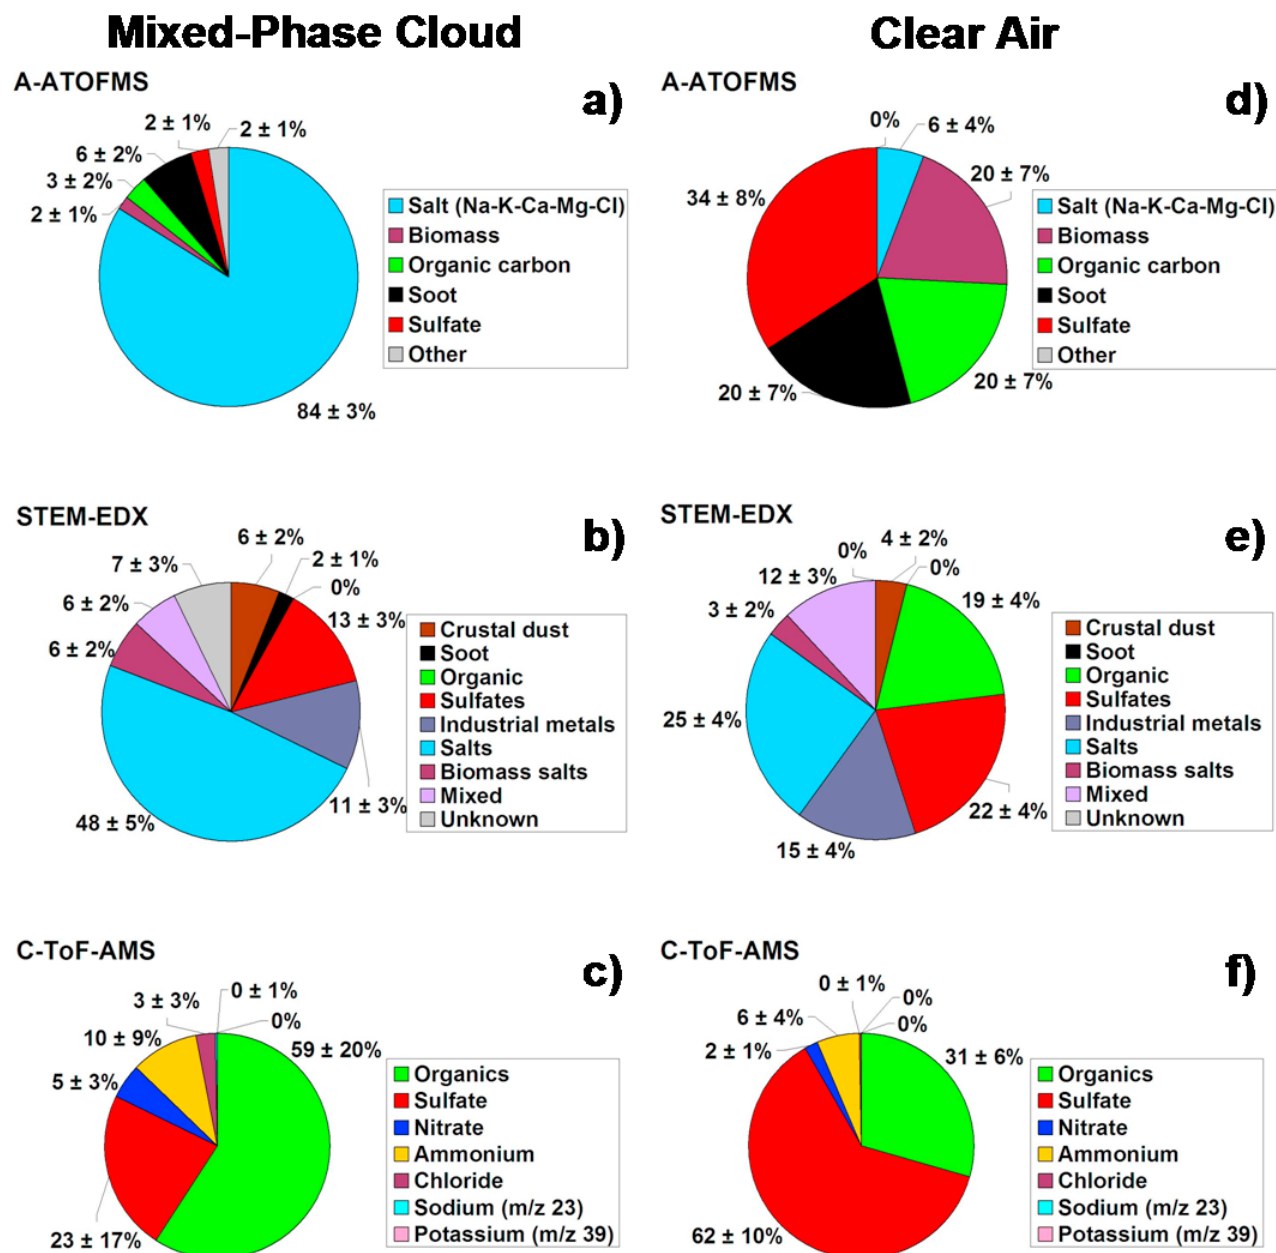 Mixed-Phase Cloud
Clear Air
A-ATOFMS
a)
2 ± 1%
2 ± 1%
6 ± 2%
3 ± 2%
2 ± 1%
84 ± 3%
Salt (Na-K-Ca-Mg-Cl)
Biomass
Organic carbon
Soot
Sulfate
Other
A-ATOFMS
d)
0%
6 ± 4%
20 ± 7%
34 ± 8%
20 ± 7%
20 ± 7%
Salt (Na-K-Ca-Mg-Cl)
Biomass
Organic carbon
Soot
Sulfate
Other
STEM-EDX
b)
6 ± 2%
2 ± 1%
0%
7 ± 3%
6 ± 2%
13 ± 3%
6 ± 2%
11 ± 3%
48 ± 5%
Crustal dust
Soot
Organic
Sulfates
Industrial metals
Salts
Biomass salts
Mixed
Unknown
STEM-EDX
e)
4 ± 2%
0%
0%
12 ± 3%
19 ± 4%
3 ± 2%
25 ± 4%
22 ± 4%
15 ± 4%
Crustal dust
Soot
Organic
Sulfates
Industrial metals
Salts
Biomass salts
Mixed
Unknown
C-ToF-AMS
c)
0 ± 1%
3 ± 3%
0%
10 ± 9%
59 ± 20%
5 ± 3%
23 ± 17%
Organics
Sulfate
Nitrate
Ammonium
Chloride
Sodium (m/z 23)
Potassium (m/z 39)
C-ToF-AMS
f)
0 ± 1%
0%
0%
6 ± 4%
2 ± 1%
31 ± 6%
62 ± 10%
Organics
Sulfate
Nitrate
Ammonium
Chloride
Sodium (m/z 23)
Potassium (m/z 39)